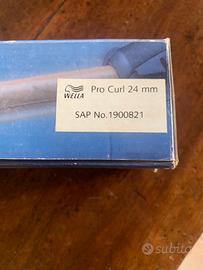 WELLA
Pro Curl 24 mm
SAP No.1900821
subito